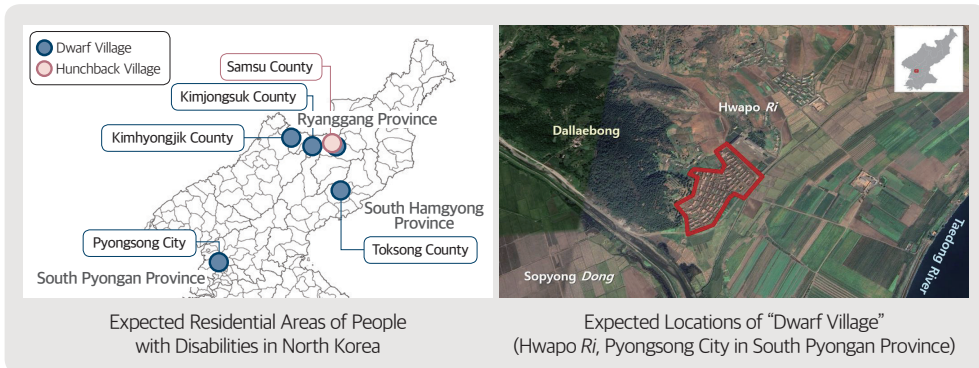 Dwarf Village
Hunchback Village
Samsu County
Kimjongsuk County
Ryanggang Province
Kimhyongjik County
South Hamgyong
Province
Toksong County
Pyongsong City
South Pyongan Province
Expected Residential Areas of People
with Disabilities in North Korea
Hwapo Ri
Dallaebong
Sopyong Dong
Taedong River
Expected Locations of “Dwarf Village”
(Hwapo Ri, Pyongsong City in South Pyongan Province)